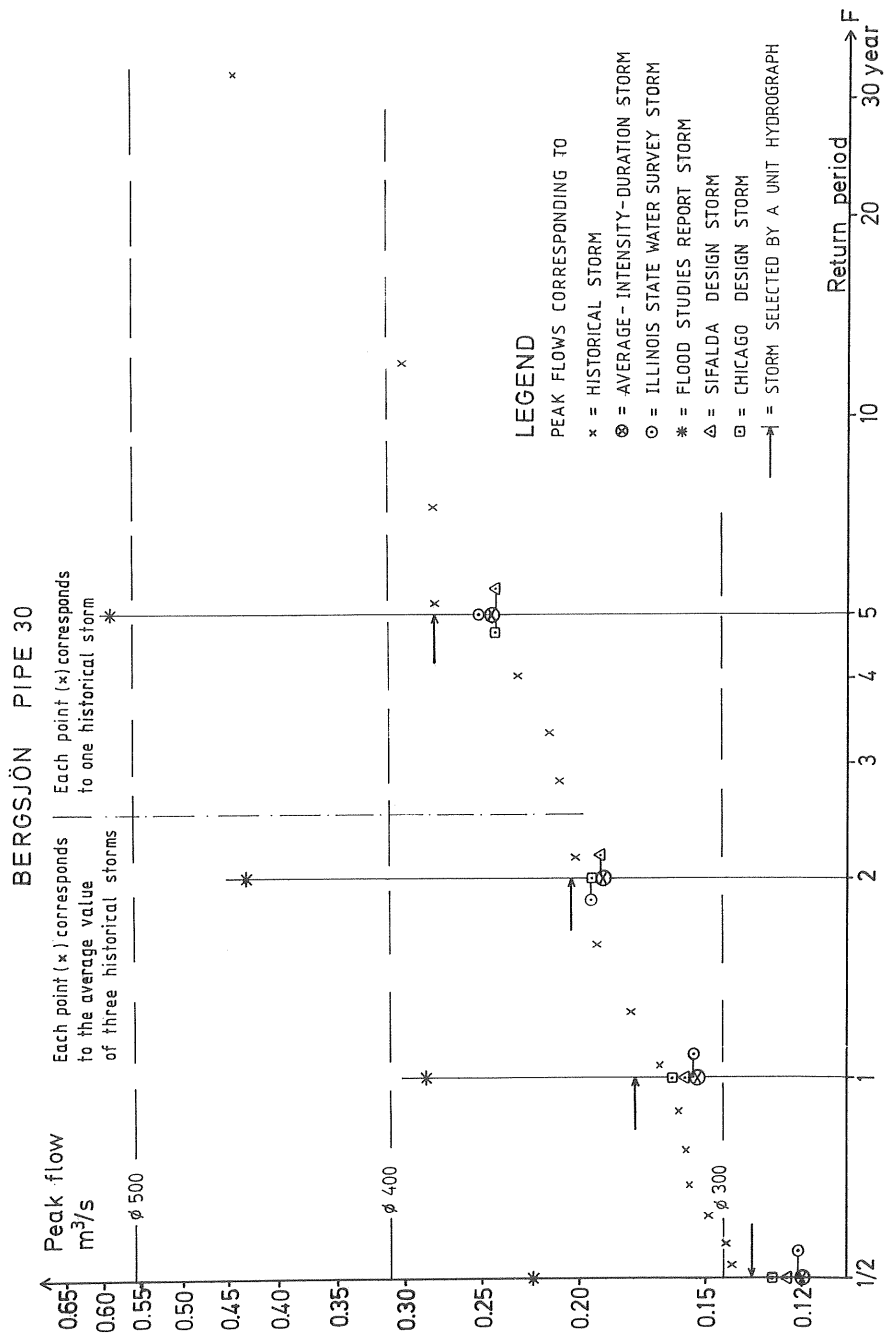 BERGSJÖN PIPE 30
Peak flow
m³/s
Each point (x) corresponds
to the average value
of three historical storms
Each point (x) corresponds
to one historical storm
0.65
0.60
0.55
ø 500
0.45
0.40
0.35
ø 400
0.30
0.25
0.20
0.15
ø 300
0.12
LEGEND
PEAK FLOWS CORRESPONDING TO
x = HISTORICAL STORM
⊗ = AVERAGE-INTENSITY-DURATION STORM
⊙ = ILLINOIS STATE WATER SURVEY STORM
* = FLOOD STUDIES REPORT STORM
△ = SIFALDA DESIGN STORM
⊡ = CHICAGO DESIGN STORM
→| = STORM SELECTED BY A UNIT HYDROGRAPH
Return period F
1/2 1 2 3 4 5 10 20 30 year